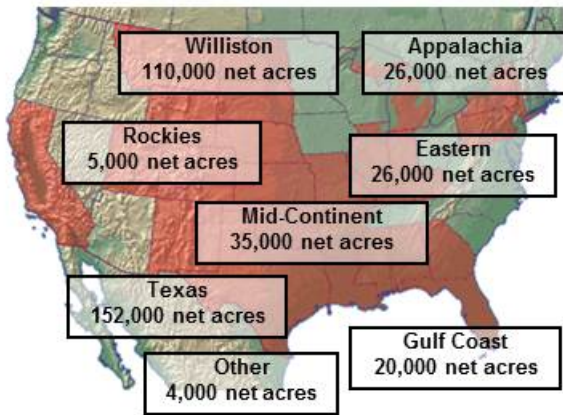 Williston
110,000 net acres
Appalachia
26,000 net acres
Rockies
5,000 net acres
Eastern
26,000 net acres
Mid-Continent
35,000 net acres
Texas
152,000 net acres
Gulf Coast
20,000 net acres
Other
4,000 net acres